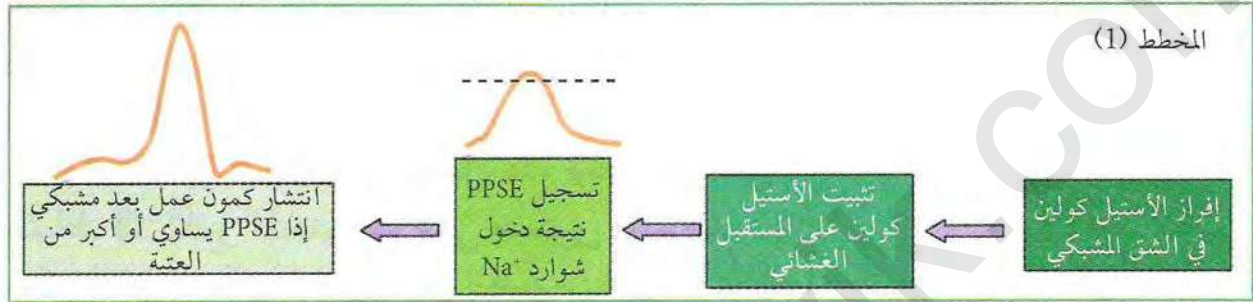 المخطط (1)
إفراز الأستيل كولين
في الشق المشبكي
تثبيت الأستيل
كولين على المستقبل
الغشائي
تسجيل PPSE
نتيجة دخول
شوارد Na⁺
انتشار كمون عمل بعد مشبكي
إذا PPSE يساوي أو أكبر من
العتبة